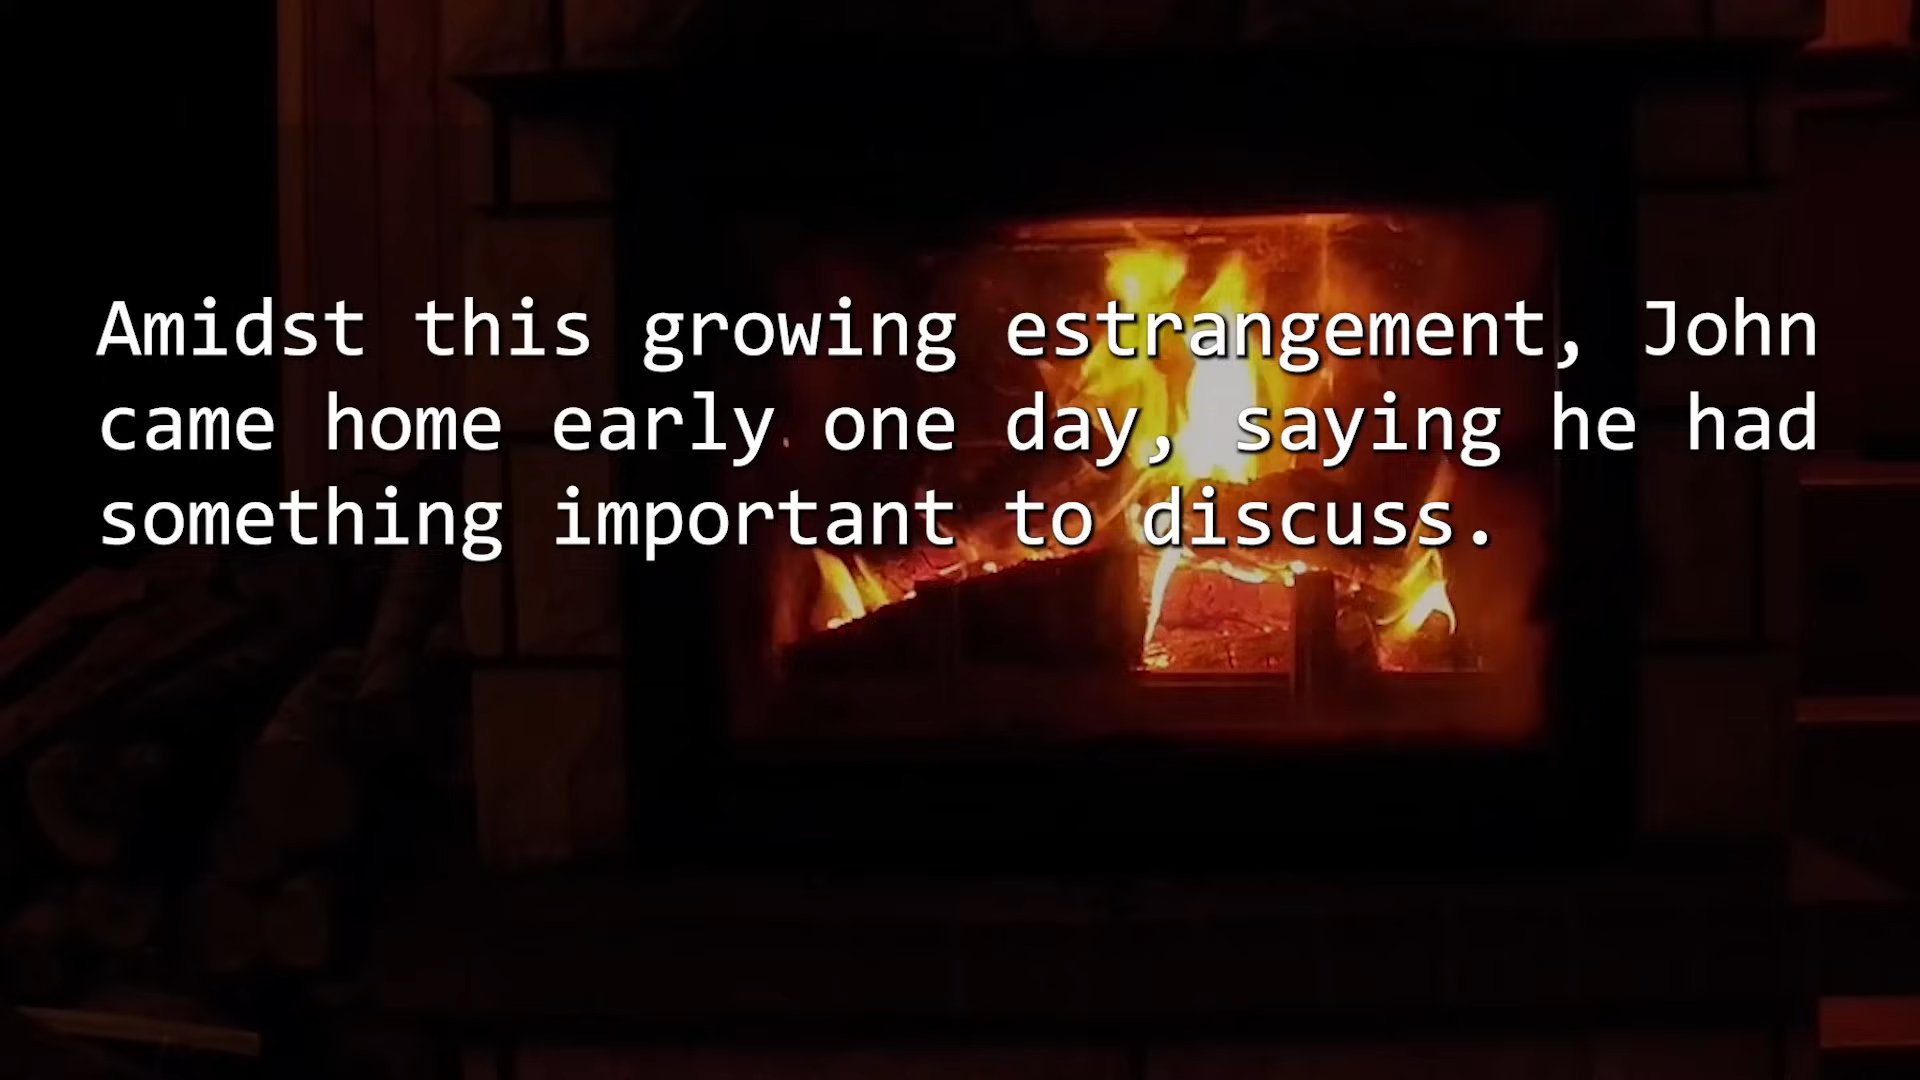 Amidst this growing estrangement, John
came home early one day, saying he had
something important to discuss.